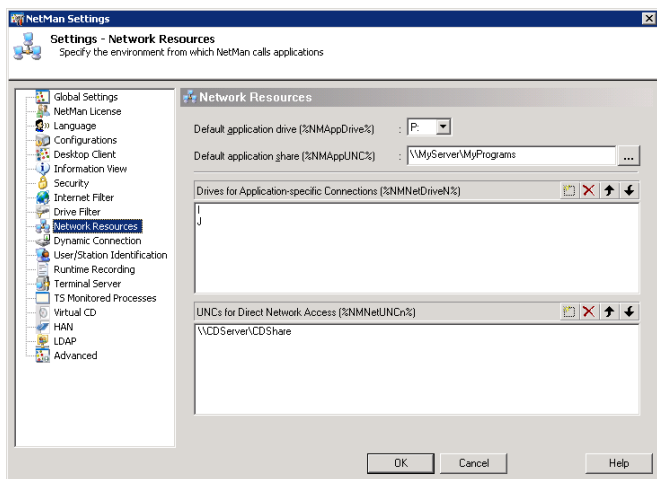 NetMan Settings
Settings - Network Resources
Specify the environment from which NetMan calls applications
Global Settings
NetMan License
Language
Configurations
Desktop Client
Information View
Security
Internet Filter
Drive Filter
Network Resources
Dynamic Connection
User/Station Identification
Runtime Recording
Terminal Server
TS Monitored Processes
Virtual CD
HAN
LDAP
Advanced
Network Resources
Default application drive (%NMAppDrive%) : P:
Default application share (%NMAppUNC%) : \\MyServer\MyPrograms ...
Drives for Application-specific Connections (%NMNetDriveN%)
I
J
UNCs for Direct Network Access (%NMNetUNCn%)
\\CDServer\CDShare
OK Cancel Help